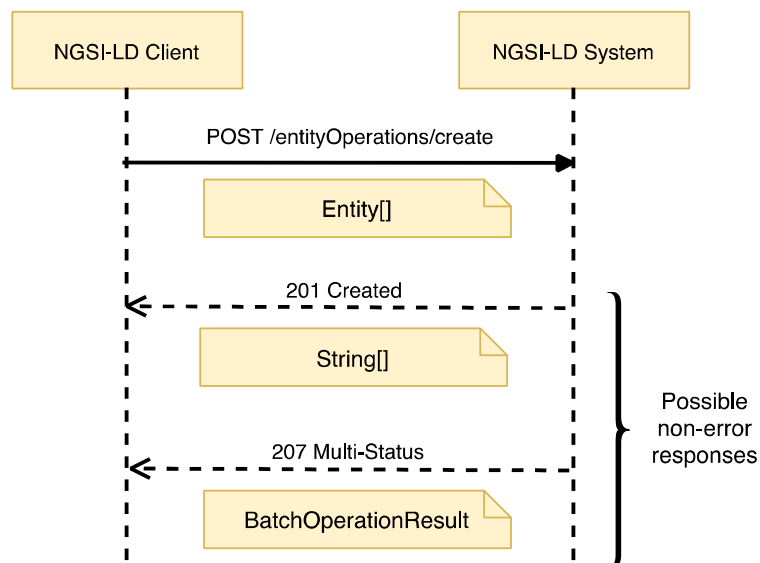 NGSI-LD Client
NGSI-LD System
POST /entityOperations/create
Entity[]
201 Created
String[]
207 Multi-Status
BatchOperationResult
Possible
non-error
responses